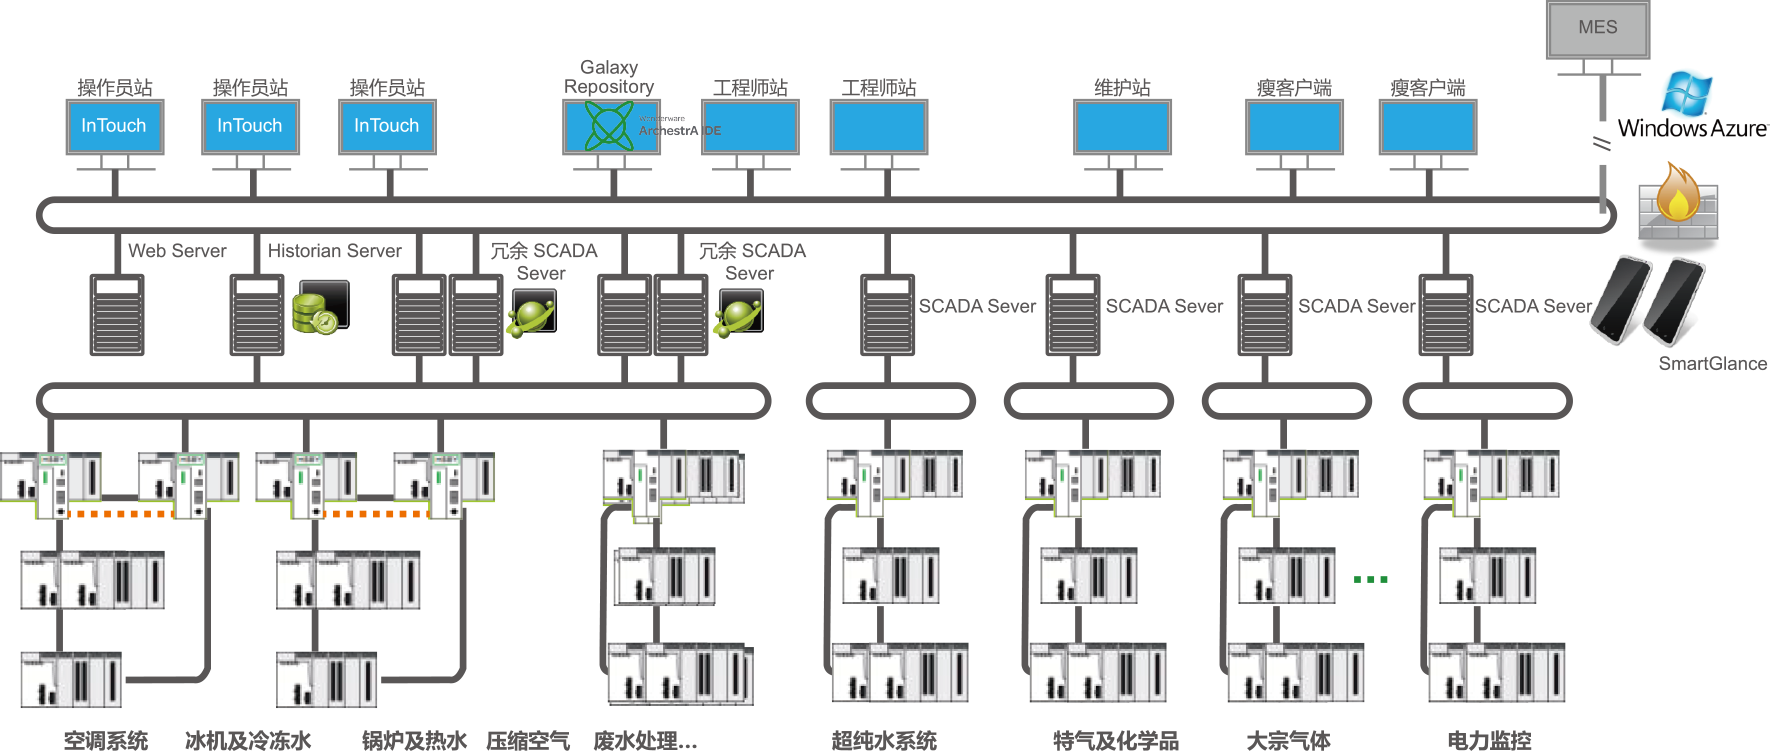 MES
操作员站
操作员站
操作员站
Galaxy
Repository
工程师站
工程师站
维护站
瘦客户端
瘦客户端
InTouch
InTouch
InTouch
Wonderware
ArchestrA IDE
Windows Azure
Web Server
Historian Server
冗余 SCADA
Sever
冗余 SCADA
Sever
SCADA Sever
SCADA Sever
SCADA Sever
SCADA Sever
SmartGlance
空调系统
冰机及冷冻水
锅炉及热水
压缩空气
废水处理...
超纯水系统
特气及化学品
大宗气体
电力监控